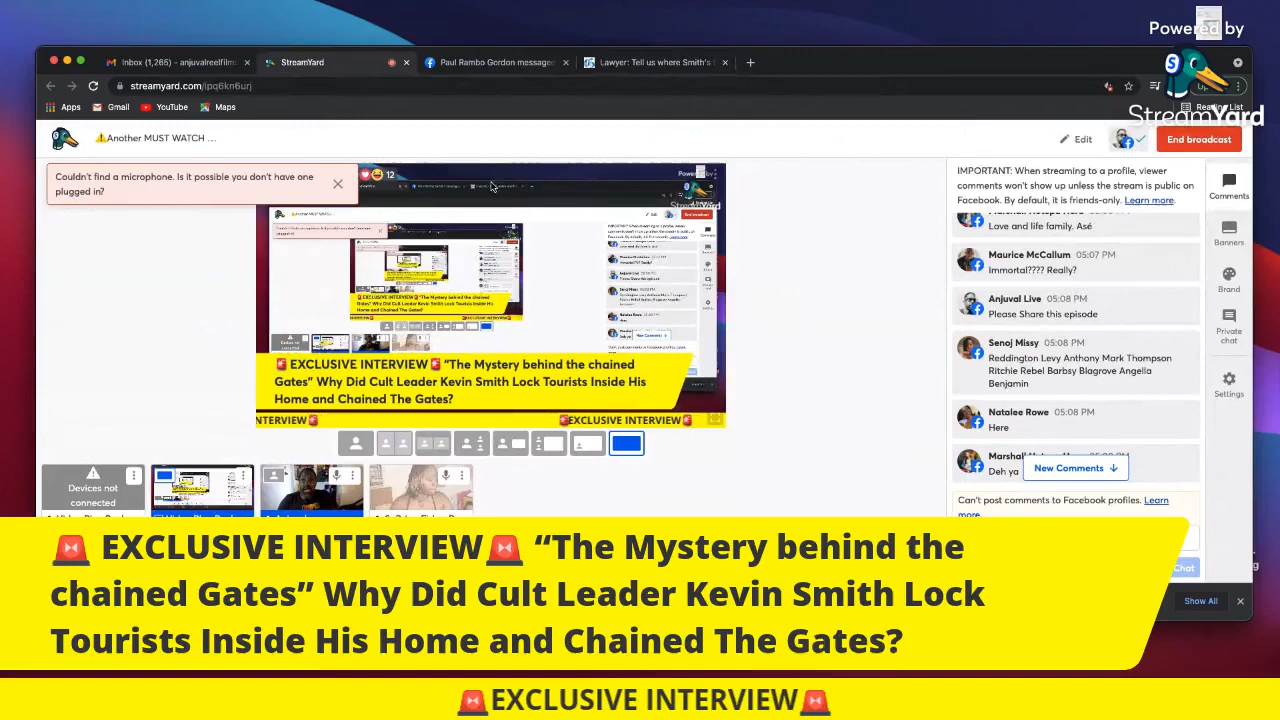 Powered by
StreamYard
Inbox (1,265) - anjuvalreelfilm
StreamYard
Paul Rambo Gordon messaged
Lawyer: Tell us where Smith's
streamyard.com/ipq6kn6urj
Apps
Gmail
YouTube
Maps
Reading List
⚠️Another MUST WATCH ...
Edit
End broadcast
Couldn't find a microphone. Is it possible you don't have one
plugged in?
12
🚨EXCLUSIVE INTERVIEW🚨 “The Mystery behind the chained
Gates” Why Did Cult Leader Kevin Smith Lock Tourists Inside His
Home and Chained The Gates?
NTERVIEW🚨
🚨EXCLUSIVE INTERVIEW🚨
Devices not
connected
IMPORTANT: When streaming to a profile, viewer
comments won't show up unless the stream is public on
Facebook. By default, it is friends-only. Learn more.
Love and life family. Asé
Maurice McCallum 05:07 PM
Immortal???? Really?
Anjuval Live 05:08 PM
Please Share this episode
Senoj Missy 05:08 PM
Reddington Levy Anthony Mark Thompson
Ritchie Rebel Barbsy Blagrove Angella
Benjamin
Natalee Rowe 05:08 PM
Here
Deh ya
New Comments ↓
Can't post comments to Facebook profiles. Learn
more.
Chat
Comments
Banners
Brand
Private
chat
Settings
Show All
🚨 EXCLUSIVE INTERVIEW🚨 “The Mystery behind the
chained Gates” Why Did Cult Leader Kevin Smith Lock
Tourists Inside His Home and Chained The Gates?
🚨EXCLUSIVE INTERVIEW🚨